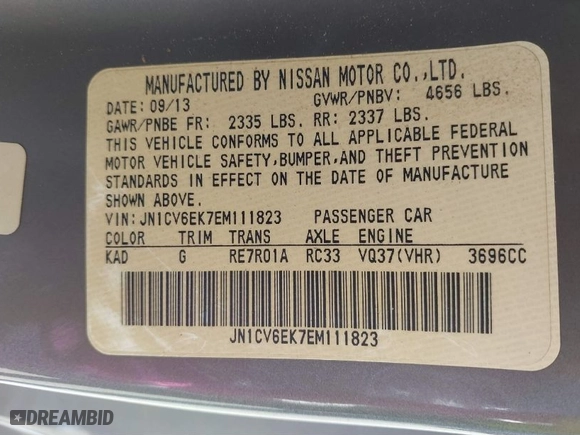 MANUFACTURED BY NISSAN MOTOR CO.,LTD.
DATE: 09/13 GVWR/PNBV: 4656 LBS.
GAWR/PNBE FR: 2335 LBS. RR: 2337 LBS.
THIS VEHICLE CONFORMS TO ALL APPLICABLE FEDERAL
MOTOR VEHICLE SAFETY,BUMPER,AND THEFT PREVENTION
STANDARDS IN EFFECT ON THE DATE OF MANUFACTURE
SHOWN ABOVE.
VIN: JN1CV6EK7EM111823 PASSENGER CAR
COLOR TRIM TRANS AXLE ENGINE
KAD G RE7R01A RC33 VQ37(VHR) 3696CC
JN1CV6EK7EM111823
DREAMBID